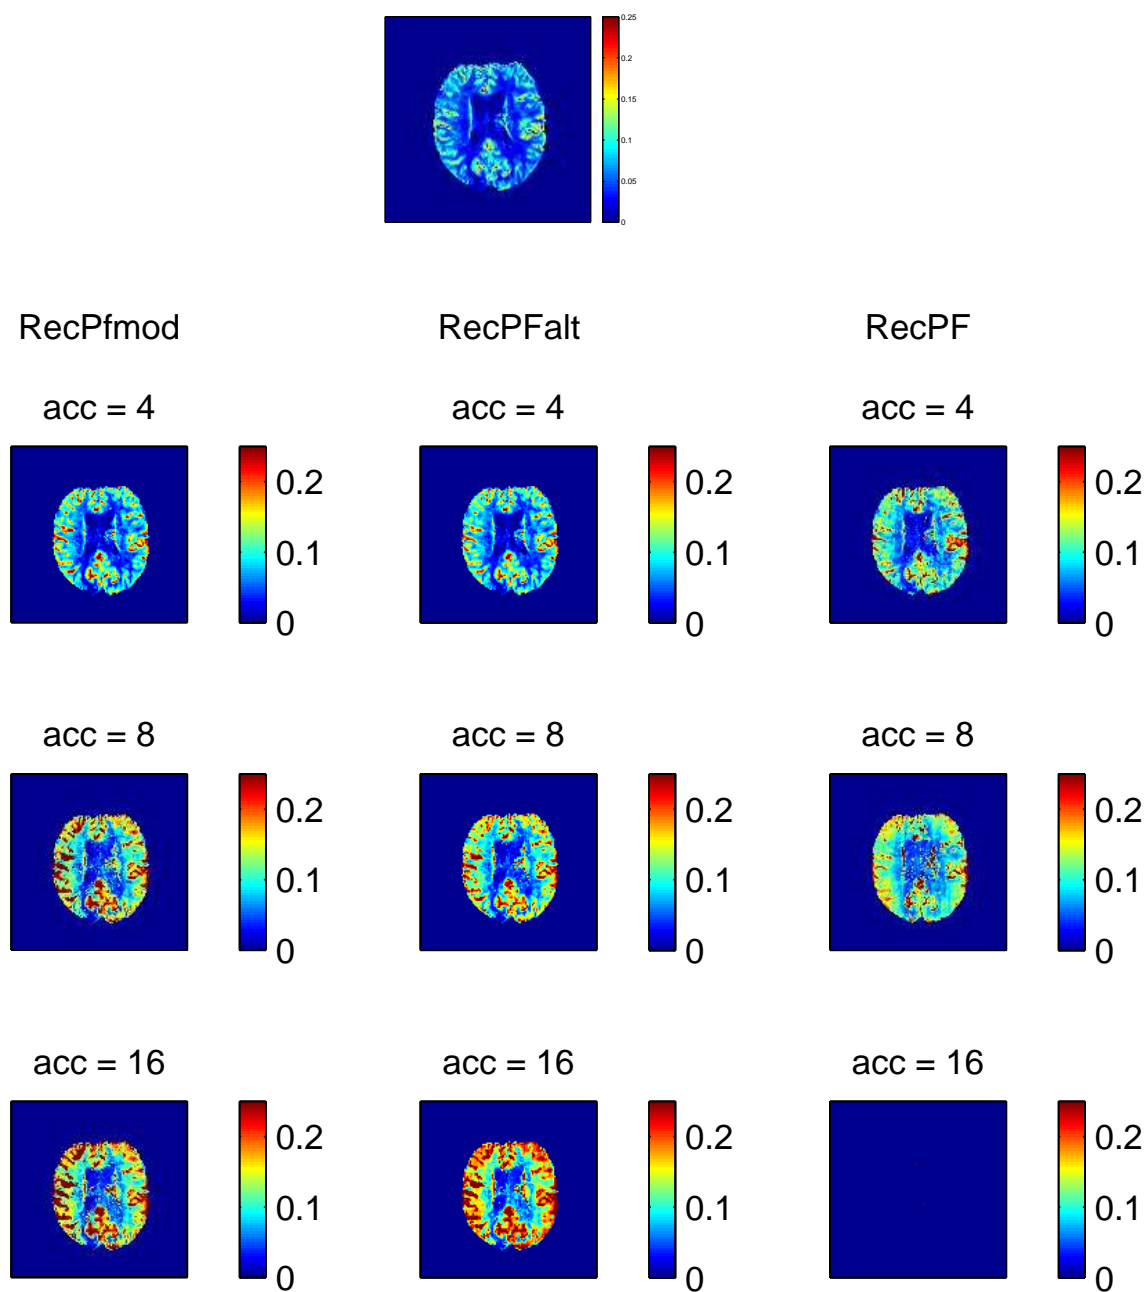 0.25
0.2
0.15
0.1
0.05
0
RecPfmod RecPFalt RecPF
acc = 4 acc = 4 acc = 4
0.2 0.2 0.2
0.1 0.1 0.1
0 0 0
acc = 8 acc = 8 acc = 8
0.2 0.2 0.2
0.1 0.1 0.1
0 0 0
acc = 16 acc = 16 acc = 16
0.2 0.2 0.2
0.1 0.1 0.1
0 0 0